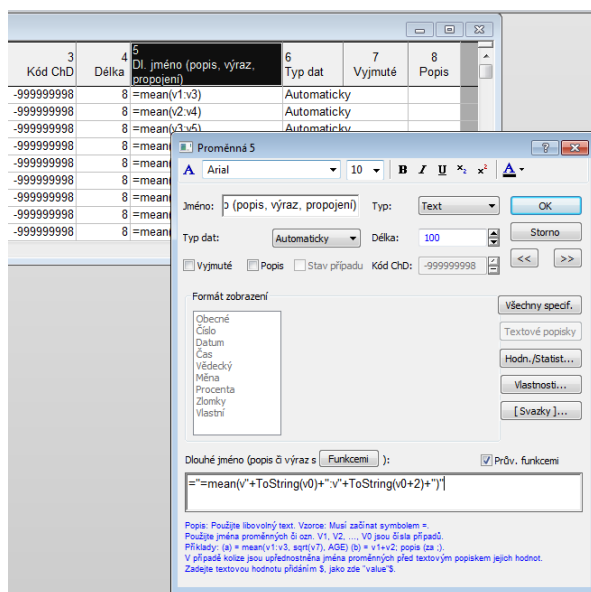 3 4 5 6 7 8
Kód ChD Délka Dl. jméno (popis, výraz, propojení) Typ dat Vyjmuté Popis
-999999998 8 =mean(v1:v3) Automaticky
-999999998 8 =mean(v2:v4) Automaticky
-999999998 8 =mean(v3:v5) Automaticky
-999999998 8 =mean(
-999999998 8 =mean(
-999999998 8 =mean(
-999999998 8 =mean(
-999999998 8 =mean(
-999999998 8 =mean(
Proměnná 5
A Arial 10 B I U x₂ x² A
Jméno: (popis, výraz, propojení) Typ: Text OK
Typ dat: Automaticky Délka: 100 Storno
Vyjmuté Popis Stav případu Kód ChD: -999999998 << >>
Formát zobrazení
Všechny specif.
Obecné
Číslo
Datum
Čas
Vědecký
Měna
Procenta
Zlomky
Vlastní
Textové popisky
Hodn./Statist...
Vlastnosti...
[ Svazky ]...
Dlouhé jméno (popis či výraz s Funkcemi ): Prův. funkcemi
="=mean(v"+ToString(v0)+":v"+ToString(v0+2)+")"
Popis: Použijte libovolný text. Vzorce: Musí začínat symbolem =.
Použijte jména proměnných či ozn. V1, V2, ..., V0 jsou čísla případů.
Příklady: (a) = mean(v1:v3, sqrt(v7), AGE) (b) = v1+v2; popis (za ;).
V případě kolize jsou upřednostněna jména proměnných před textovým popiskem jejich hodnot.
Zadejte textovou hodnotu přidáním $, jako zde "value"$.